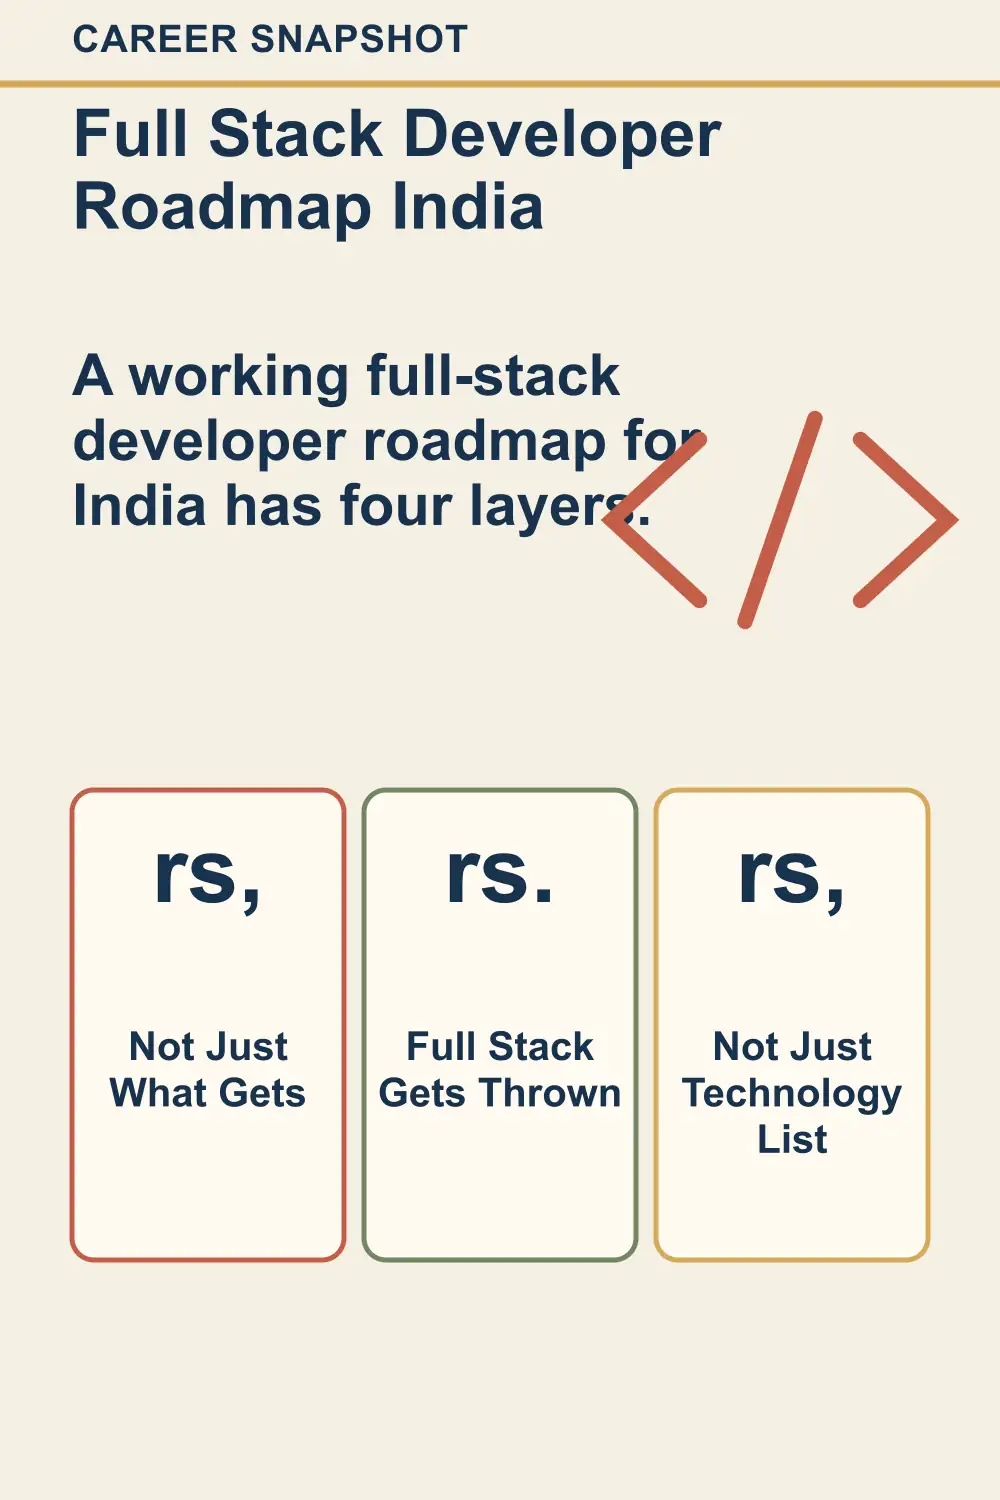 CAREER SNAPSHOT
Full Stack Developer
Roadmap India
A working full-stack
developer roadmap for
India has four layers.
rs,
Not Just
What Gets
rs.
Full Stack
Gets Thrown
rs,
Not Just
Technology
List